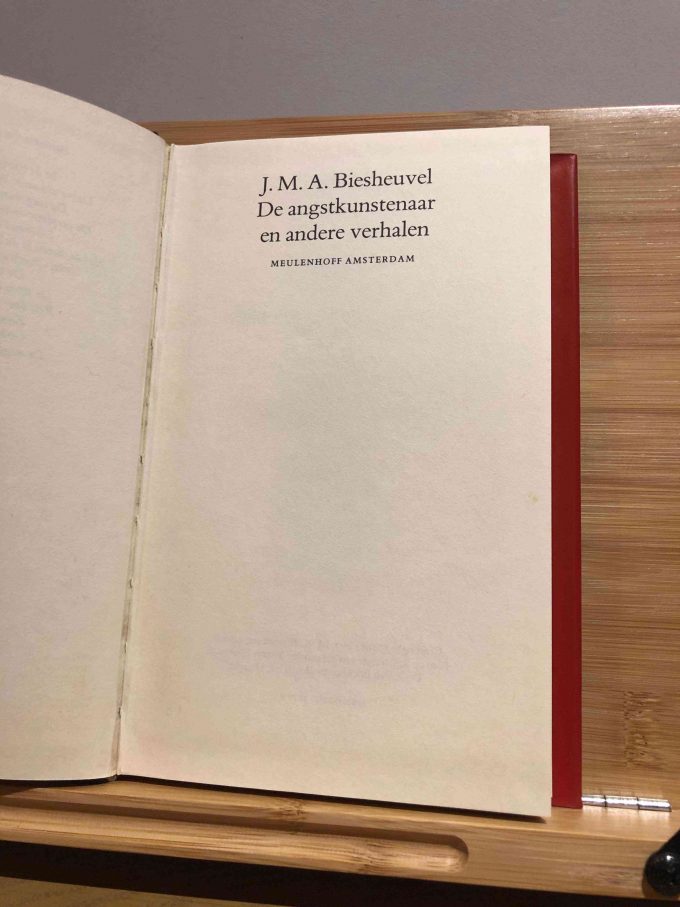 J. M. A. Biesheuvel
De angstkunstenaar
en andere verhalen
MEULENHOFF AMSTERDAM